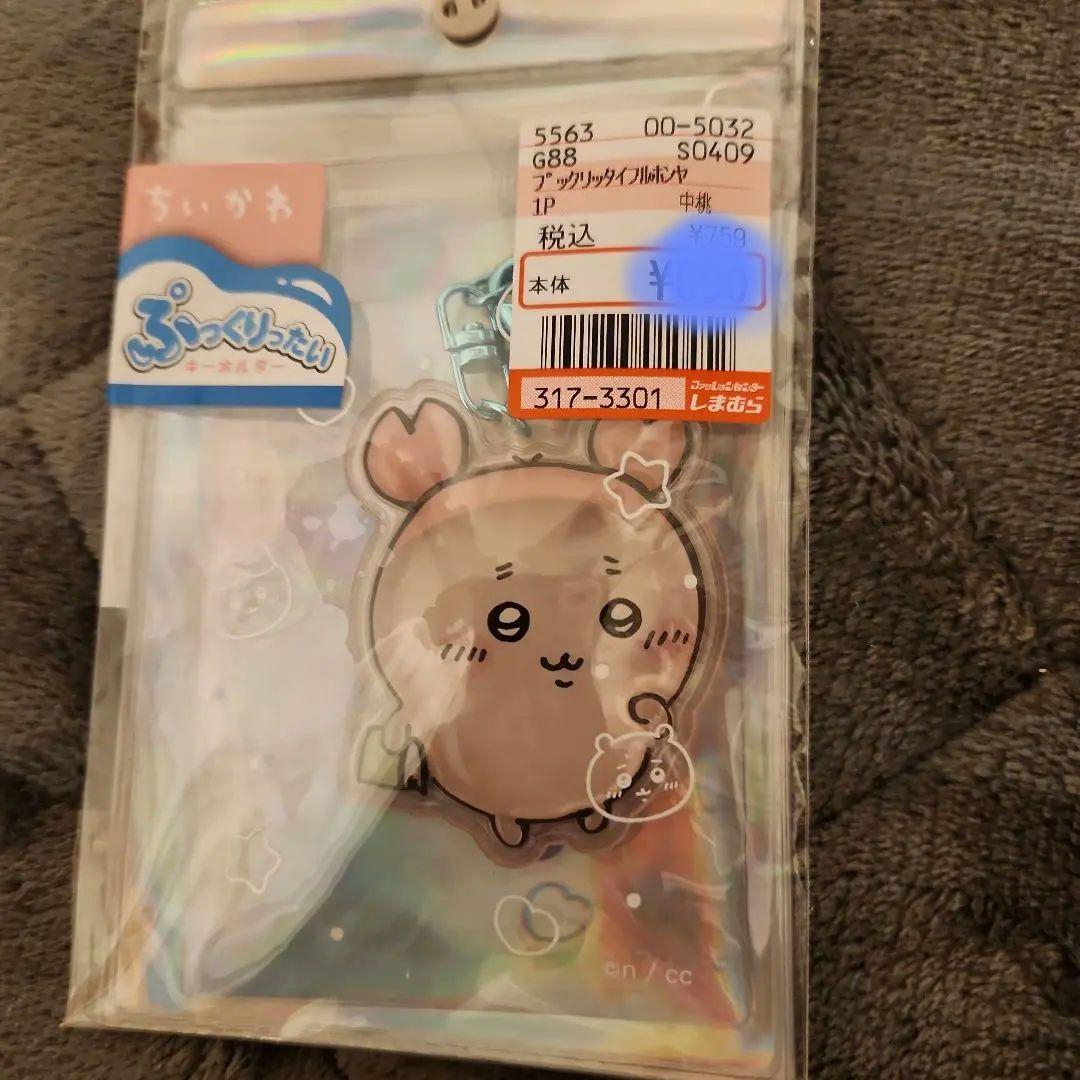 5563 00-5032
G88 S0409
プックリッタイフルホンヤ
1P 中桃
税込 ¥759
本体 ¥690
317-3301
ファッションセンター
しまむら
ちいかわ
ぷっくりったい
キーホルダー
©n / cc